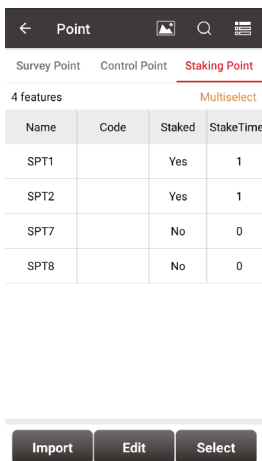 Point
Survey Point Control Point Staking Point
4 features Multiselect
Name Code Staked StakeTime
SPT1 Yes 1
SPT2 Yes 1
SPT7 No 0
SPT8 No 0
Import Edit Select